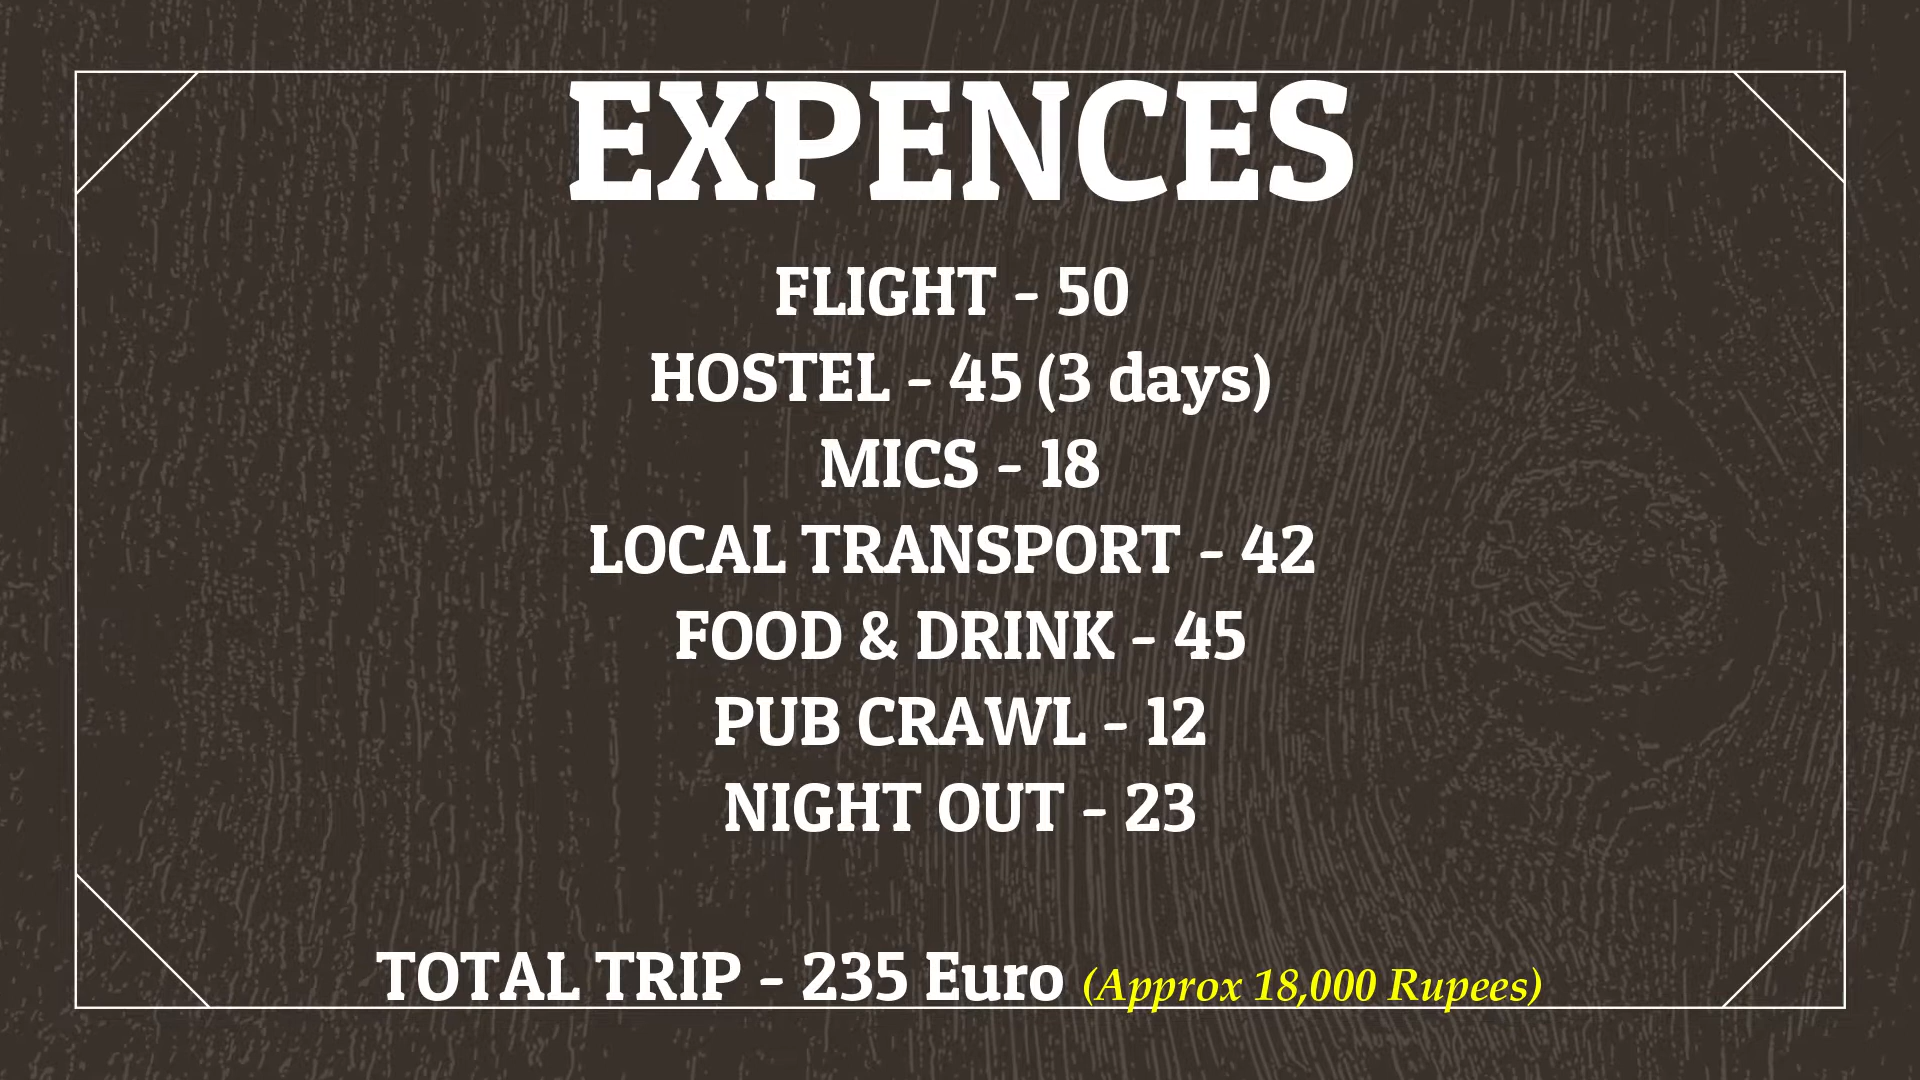 EXPENCES
FLIGHT - 50
HOSTEL - 45 (3 days)
MICS - 18
LOCAL TRANSPORT - 42
FOOD & DRINK - 45
PUB CRAWL - 12
NIGHT OUT - 23
TOTAL TRIP - 235 Euro (Approx 18,000 Rupees)